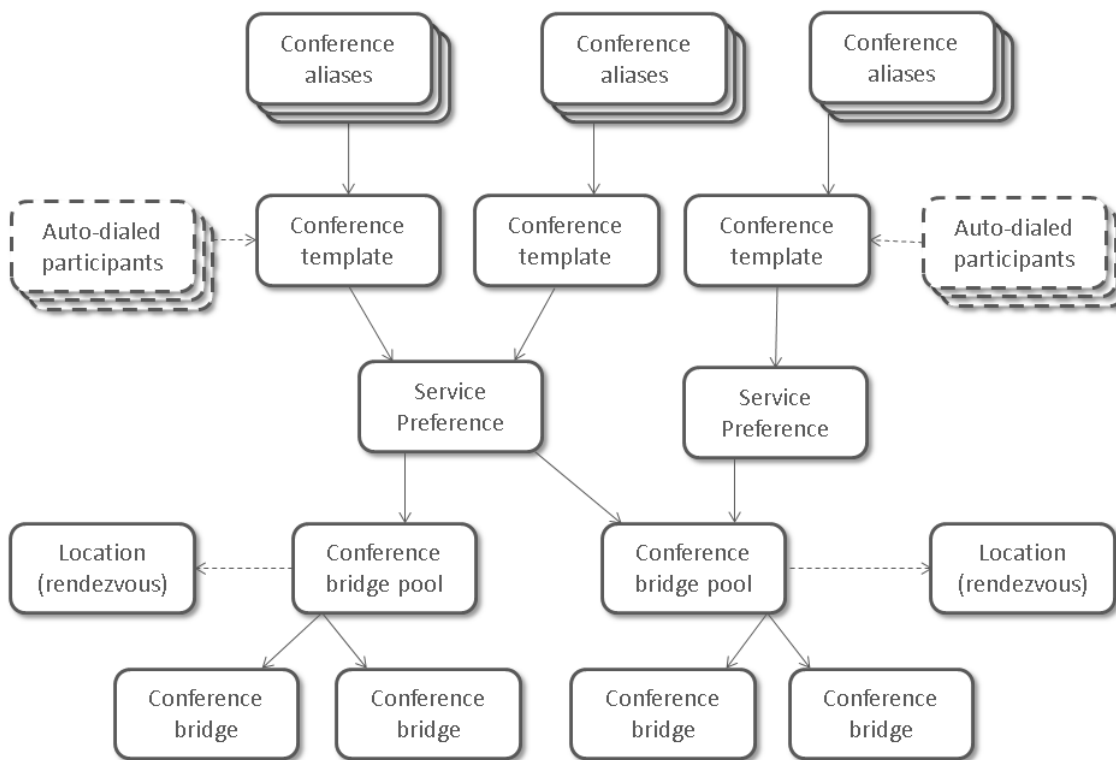 Conference
aliases
Conference
aliases
Conference
aliases
Auto-dialed
participants
Conference
template
Conference
template
Conference
template
Auto-dialed
participants
Service
Preference
Service
Preference
Location
(rendezvous)
Conference
bridge pool
Conference
bridge pool
Location
(rendezvous)
Conference
bridge
Conference
bridge
Conference
bridge
Conference
bridge